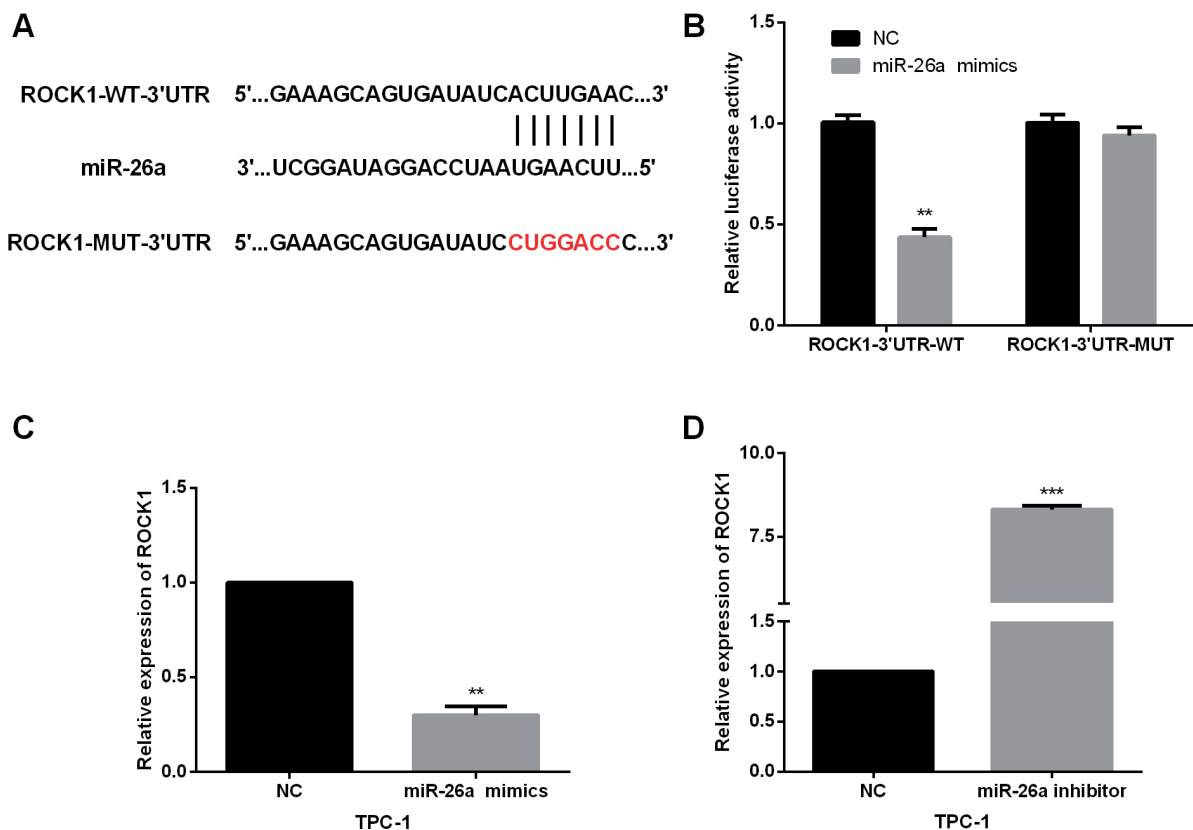 A
ROCK1-WT-3'UTR 5'...GAAAGCAGUGAUAUCACUUGAAC...3'
miR-26a 3'...UCGGAUAGGACCUAAUGAACUU...5'
ROCK1-MUT-3'UTR 5'...GAAAGCAGUGAUAUCCUGGACCC...3'
B
Relative luciferase activity
1.5
1.0
0.5
0.0
NC
miR-26a mimics
**
ROCK1-3'UTR-WT ROCK1-3'UTR-MUT
C
Relative expression of ROCK1
1.5
1.0
0.5
0.0
**
NC miR-26a mimics
TPC-1
D
Relative expression of ROCK1
10.0
7.5
1.5
1.0
0.5
0.0
***
NC miR-26a inhibitor
TPC-1